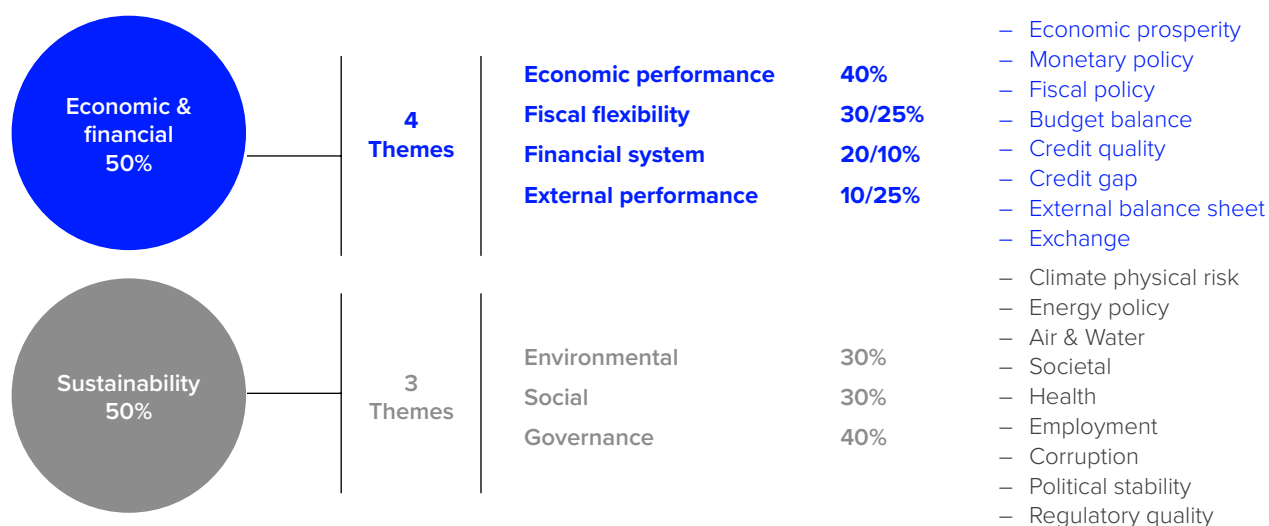 Economic &
financial
50%
4
Themes
Economic performance 40%
Fiscal flexibility 30/25%
Financial system 20/10%
External performance 10/25%
– Economic prosperity
– Monetary policy
– Fiscal policy
– Budget balance
– Credit quality
– Credit gap
– External balance sheet
– Exchange
Sustainability
50%
3
Themes
Environmental 30%
Social 30%
Governance 40%
– Climate physical risk
– Energy policy
– Air & Water
– Societal
– Health
– Employment
– Corruption
– Political stability
– Regulatory quality